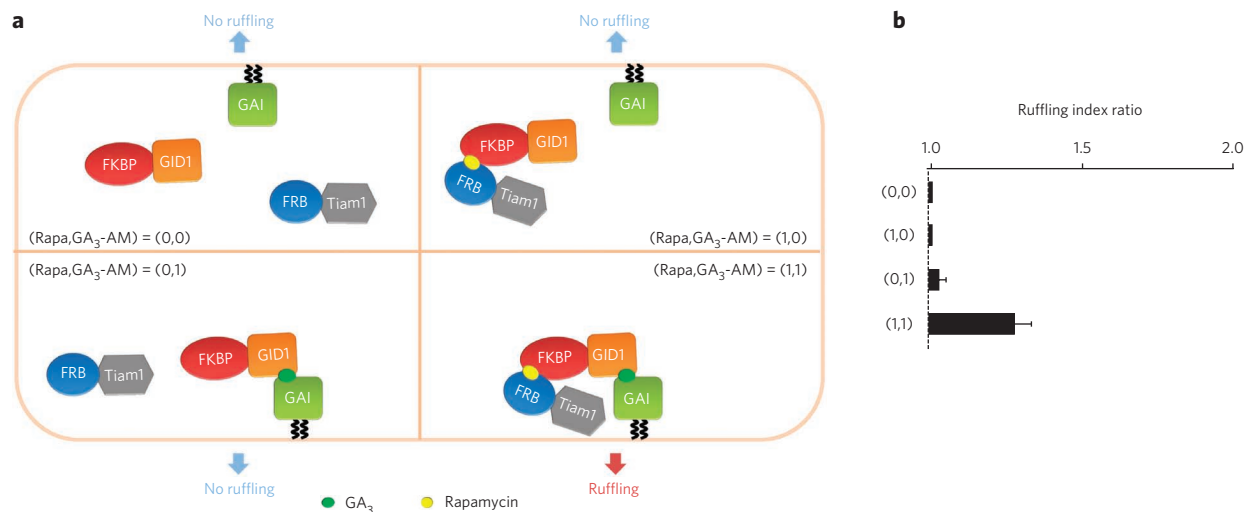 a
No ruffling
No ruffling
GAI
FKBP
GID1
FRB
Tiam1
(Rapa,GA3-AM) = (0,0)
GAI
FKBP
GID1
FRB
Tiam1
(Rapa,GA3-AM) = (1,0)
(Rapa,GA3-AM) = (0,1)
FRB
Tiam1
FKBP
GID1
GAI
(Rapa,GA3-AM) = (1,1)
FKBP
GID1
FRB
Tiam1
GAI
No ruffling
Ruffling
GA3
Rapamycin
b
Ruffling index ratio
1.0 1.5 2.0
(0,0)
(1,0)
(0,1)
(1,1)